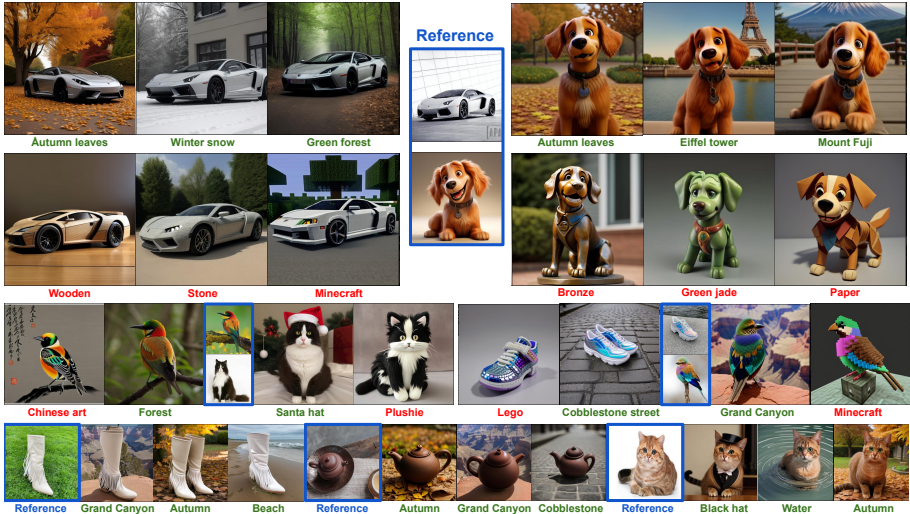 Reference
Autumn leaves
Winter snow
Green forest
[APA
Autumn leaves
Eiffel tower
Mount Fuji
Wooden
Stone
Minecraft
Bronze
Green jade
Paper
Chinese art
Forest
Santa hat
Plushie
Lego
Cobblestone street
Grand Canyon
Minecraft
Reference
Grand Canyon
Autumn
Beach
Reference
Autumn
Grand Canyon
Cobblestone
Reference
Black hat
Water
Autumn